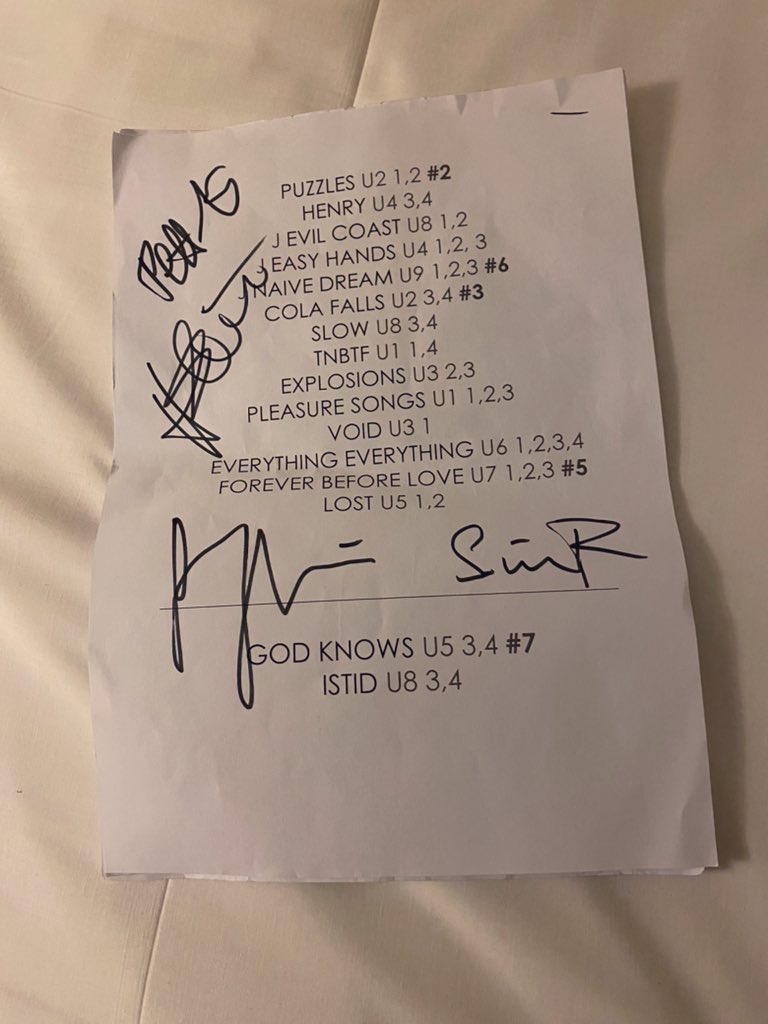 PUZZLES U2 1,2 #2
HENRY U4 3,4
J EVIL COAST U8 1,2
J EASY HANDS U4 1,2, 3
NAIVE DREAM U9 1,2,3 #6
COLA FALLS U2 3,4 #3
SLOW U8 3,4
TNBTF U1 1,4
EXPLOSIONS U3 2,3
PLEASURE SONGS U1 1,2,3
VOID U3 1
EVERYTHING EVERYTHING U6 1,2,3,4
FOREVER BEFORE LOVE U7 1,2,3 #5
LOST U5 1,2
GOD KNOWS U5 3,4 #7
ISTID U8 3,4